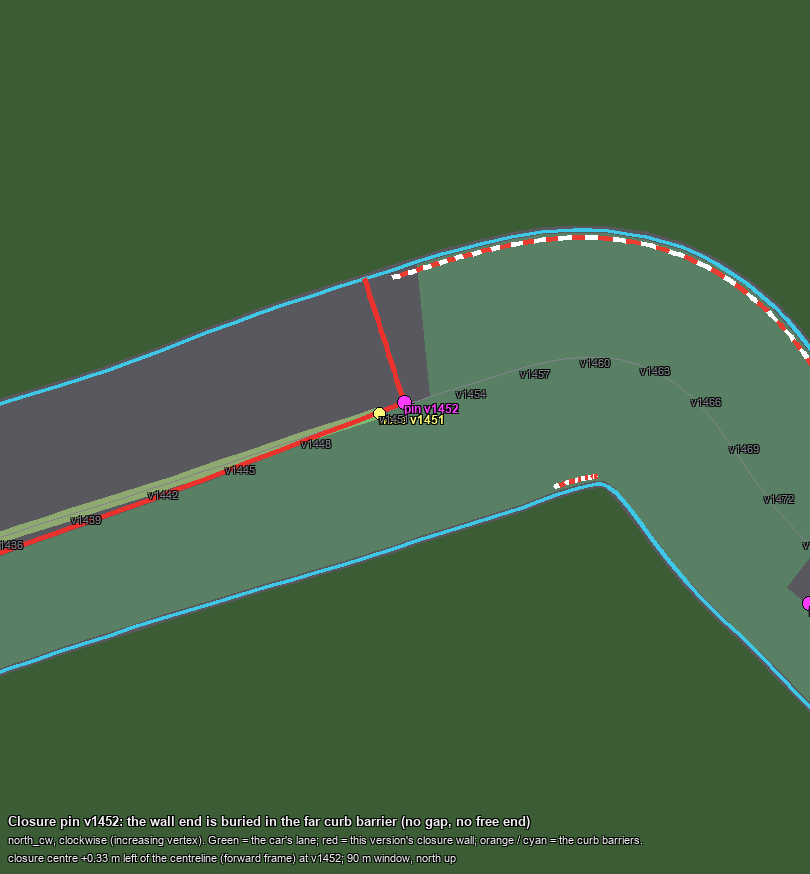 v1460
v1463
v1457
v1454
v1466
pin v1452
v1451
v1448
v1469
v1445
v1442
v1472
v1439
1436
v
Closure pin v1452: the wall end is buried in the far curb barrier (no gap, no free end)
north_cw, clockwise (increasing vertex). Green = the car's lane; red = this version's closure wall; orange / cyan = the curb barriers.
closure centre +0.33 m left of the centreline (forward frame) at v1452; 90 m window, north up